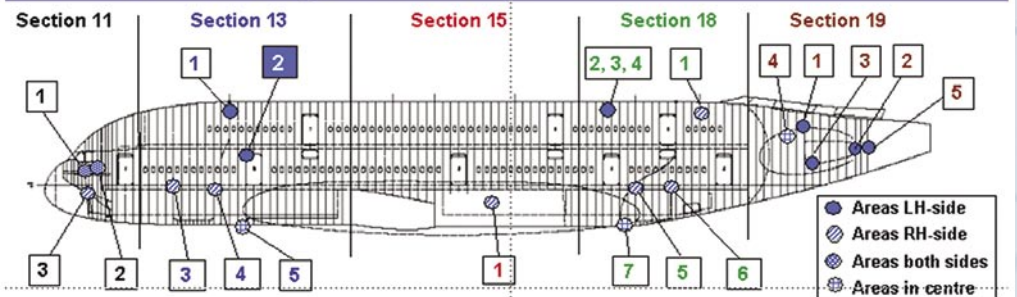 Section 11 Section 13 Section 15 Section 18 Section 19
1 2 2, 3, 4 1 4 1 3 2
1 5
Areas LH-side
Areas RH-side
Areas both sides
Areas in centre
3 2 3 4 5 1 7 5 6